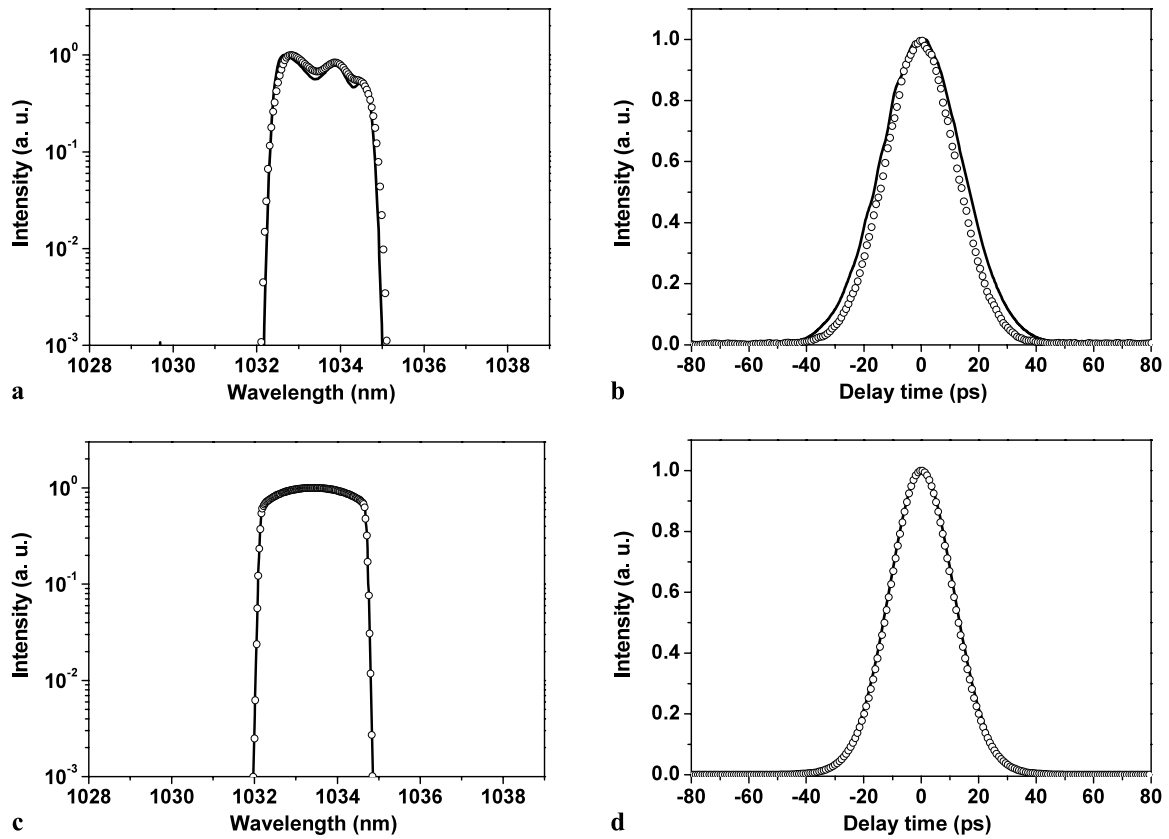 Intensity (a. u.)
10^0
10^-1
10^-2
10^-3
1028 1030 1032 1034 1036 1038
Wavelength (nm)
a
Intensity (a. u.)
1.0
0.8
0.6
0.4
0.2
0.0
-80 -60 -40 -20 0 20 40 60 80
Delay time (ps)
b
Intensity (a. u.)
10^0
10^-1
10^-2
10^-3
1028 1030 1032 1034 1036 1038
Wavelength (nm)
c
Intensity (a. u.)
1.0
0.8
0.6
0.4
0.2
0.0
-80 -60 -40 -20 0 20 40 60 80
Delay time (ps)
d